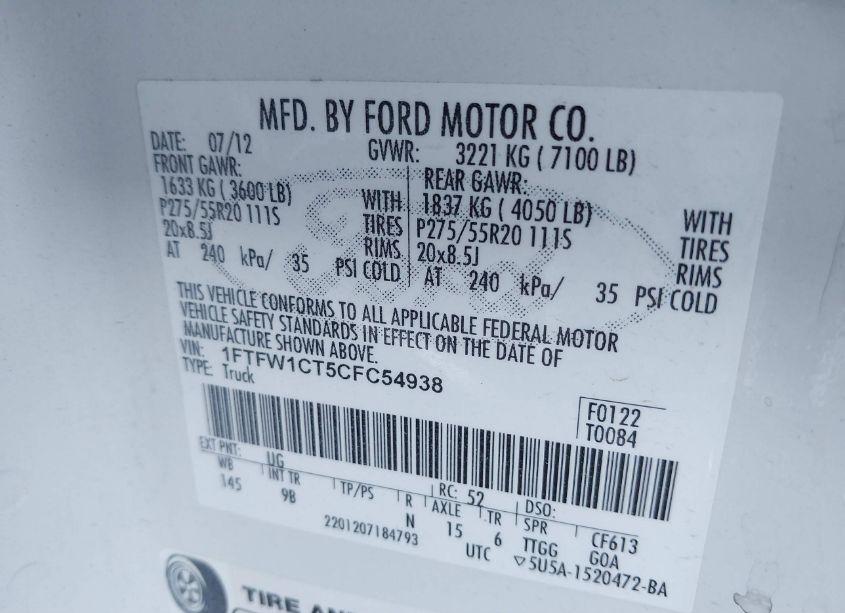 MFD. BY FORD MOTOR CO.
DATE: 07/12 GVWR: 3221 KG ( 7100 LB)
FRONT GAWR: REAR GAWR:
1633 KG ( 3600 LB) WITH 1837 KG ( 4050 LB) WITH
P275/55R20 111S TIRES P275/55R20 111S TIRES
20x8.5J RIMS 20x8.5J RIMS
AT 240 kPa/ 35 PSI COLD AT 240 kPa/ 35 PSI COLD
THIS VEHICLE CONFORMS TO ALL APPLICABLE FEDERAL MOTOR
VEHICLE SAFETY STANDARDS IN EFFECT ON THE DATE OF
MANUFACTURE SHOWN ABOVE.
VIN: 1FTFW1CT5CFC54938
TYPE: Truck
F0122
T0084
EXT PNT: UG RC: 52 DSO:
WB INT TR TP/PS R AXLE TR SPR CF613
145 9B N 15 6 TTGG GOA
2201207184793 UTC ▽5U5A-1520472-BA
TIRE AN